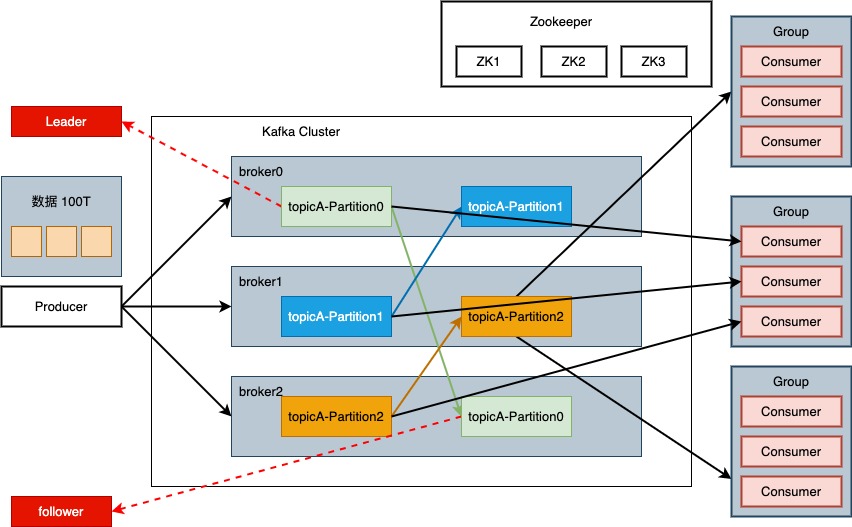 Zookeeper
ZK1
ZK2
ZK3
Leader
数据 100T
Producer
follower
Kafka Cluster
broker0
topicA-Partition0
topicA-Partition1
broker1
topicA-Partition1
topicA-Partition2
broker2
topicA-Partition2
topicA-Partition0
Group
Consumer
Consumer
Consumer
Group
Consumer
Consumer
Consumer
Group
Consumer
Consumer
Consumer